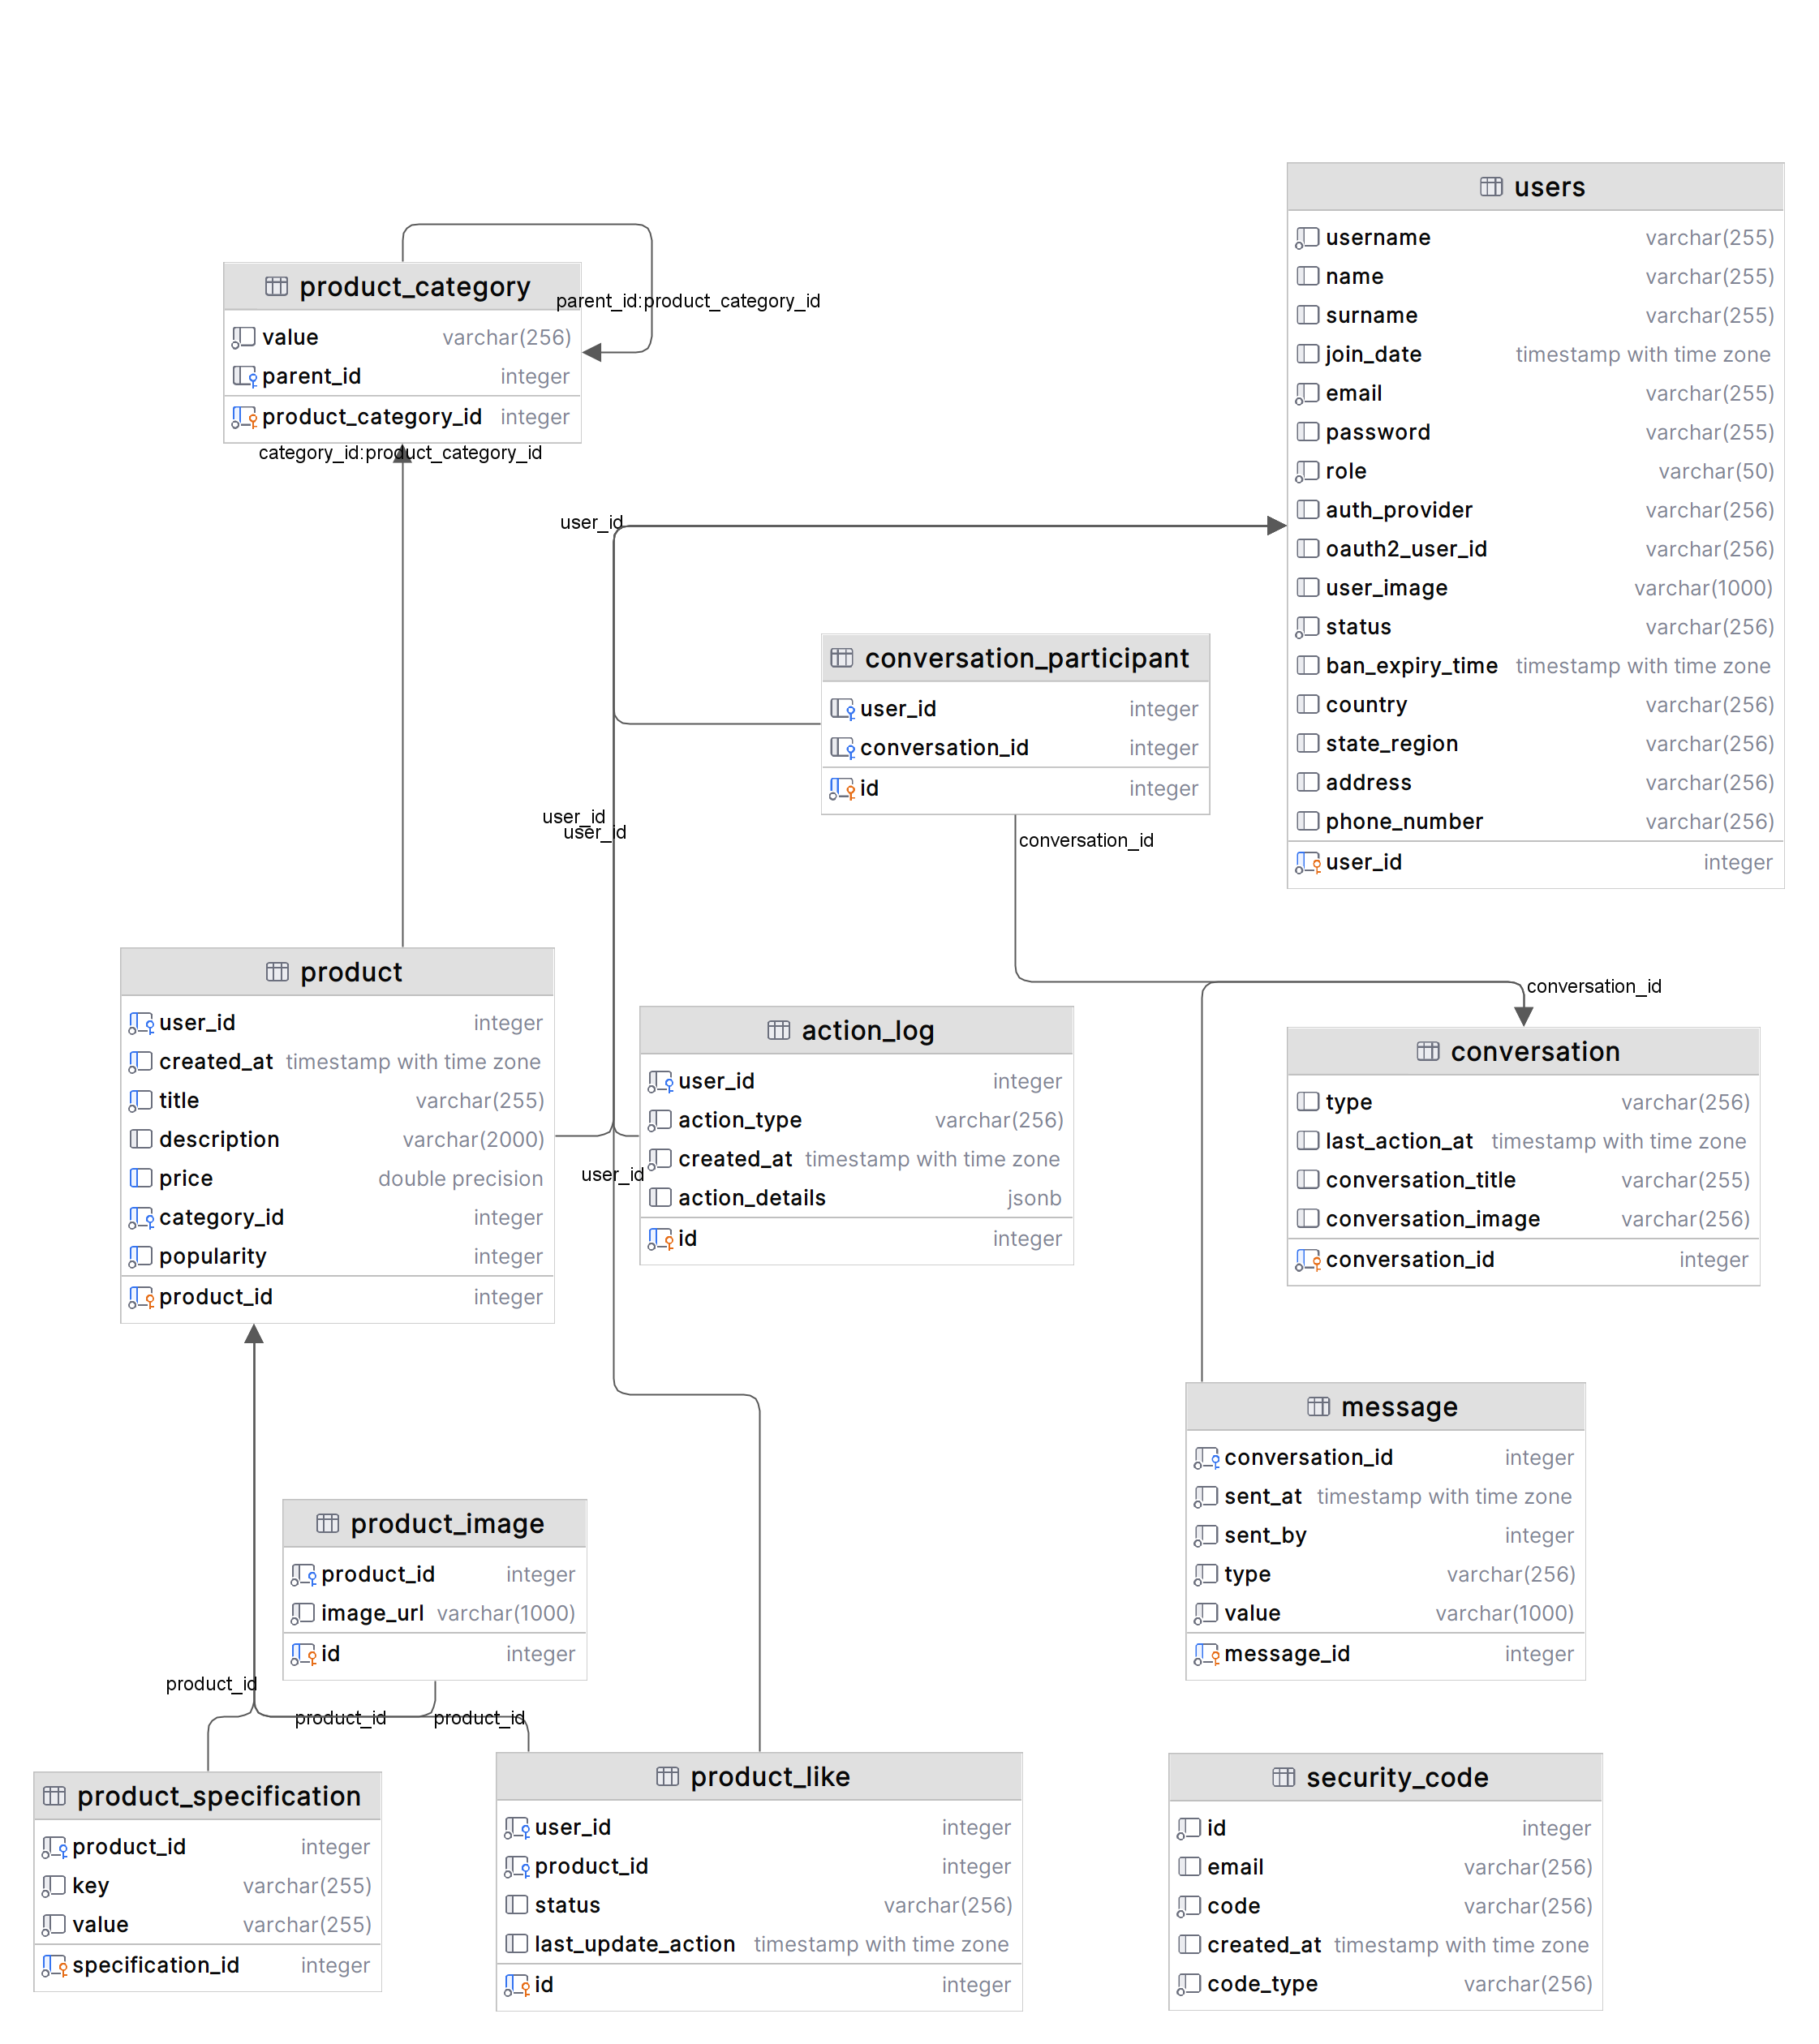 users
username varchar(255)
name varchar(255)
surname varchar(255)
join_date timestamp with time zone
email varchar(255)
password varchar(255)
role varchar(50)
auth_provider varchar(256)
oauth2_user_id varchar(256)
user_image varchar(1000)
status varchar(256)
ban_expiry_time timestamp with time zone
country varchar(256)
state_region varchar(256)
address varchar(256)
phone_number varchar(256)
user_id integer
product_category
parent_id:product_category_id
value varchar(256)
parent_id integer
product_category_id integer
category_id:product_category_id
user_id
conversation_participant
user_id integer
conversation_id integer
id integer
user_id
user_id
conversation_id
product
user_id integer
created_at timestamp with time zone
title varchar(255)
description varchar(2000)
price double precision
category_id integer
popularity integer
product_id integer
action_log
user_id integer
action_type varchar(256)
created_at timestamp with time zone
action_details jsonb
id integer
user_id
conversation_id
conversation
type varchar(256)
last_action_at timestamp with time zone
conversation_title varchar(255)
conversation_image varchar(256)
conversation_id integer
message
conversation_id integer
sent_at timestamp with time zone
sent_by integer
type varchar(256)
value varchar(1000)
message_id integer
product_image
product_id integer
image_url varchar(1000)
id integer
product_id
product_id
product_id
product_specification
product_id integer
key varchar(255)
value varchar(255)
specification_id integer
product_like
user_id integer
product_id integer
status varchar(256)
last_update_action timestamp with time zone
id integer
security_code
id integer
email varchar(256)
code varchar(256)
created_at timestamp with time zone
code_type varchar(256)